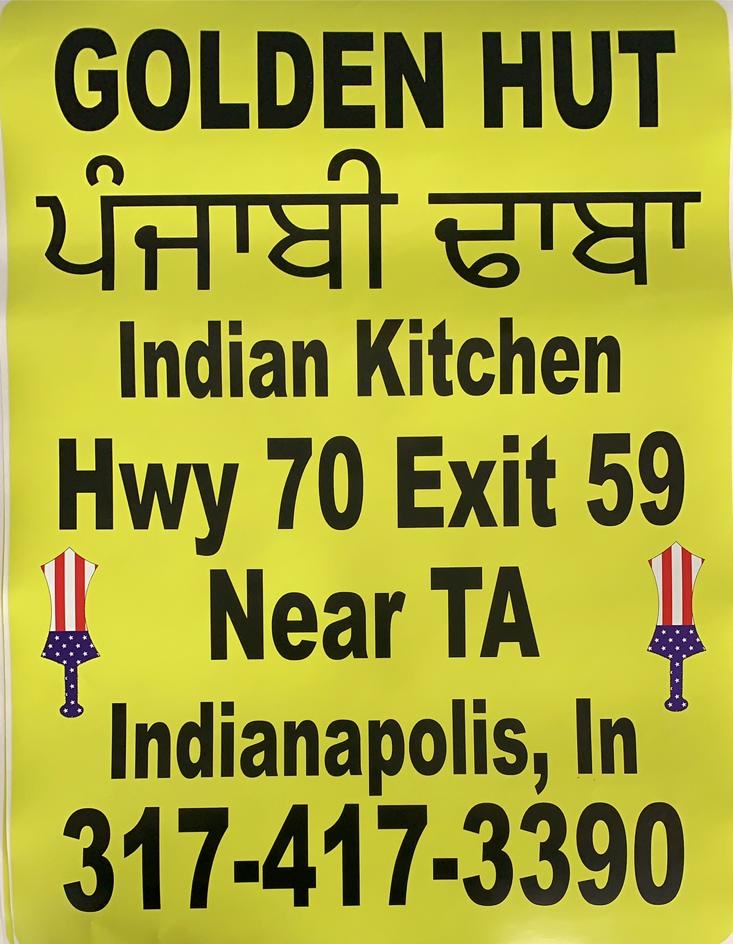 GOLDEN HUT
ਪੰਜਾਬੀ ਢਾਬਾ
Indian Kitchen
Hwy 70 Exit 59
Near TA
Indianapolis, In
317-417-3390